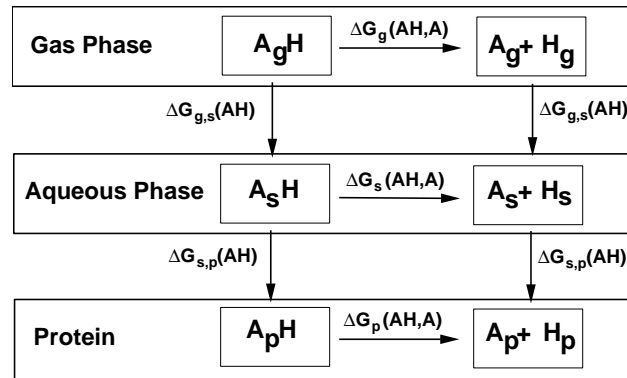 Gas Phase
AgH
ΔGg(AH,A)
Ag+ Hg
ΔGg,s(AH)
ΔGg,s(AH)
Aqueous Phase
AsH
ΔGs(AH,A)
As+ Hs
ΔGs,p(AH)
ΔGs,p(AH)
Protein
ApH
ΔGp(AH,A)
Ap+ Hp